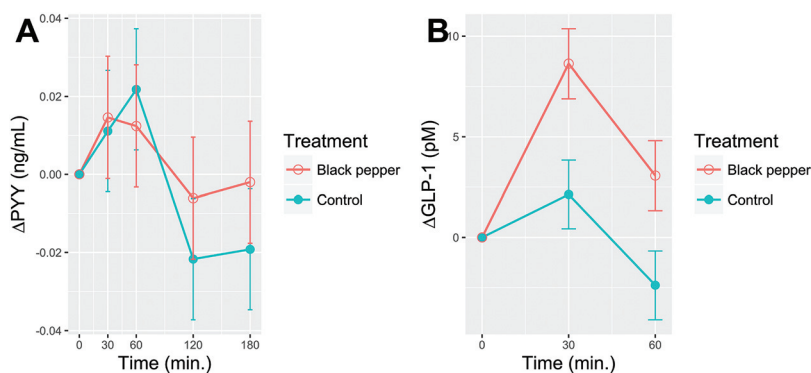 A
ΔPYY (ng/mL)
0.04
0.02
0.00
-0.02
-0.04
0 30 60 120 180
Time (min.)
Treatment
Black pepper
Control
B
ΔGLP-1 (pM)
10
5
0
0 30 60
Time (min.)
Treatment
Black pepper
Control